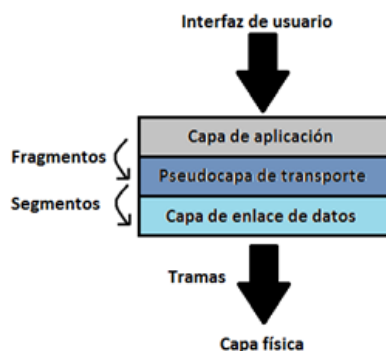 Interfaz de usuario
Capa de aplicación
Fragmentos
Pseudocapa de transporte
Segmentos
Capa de enlace de datos
Tramas
Capa física